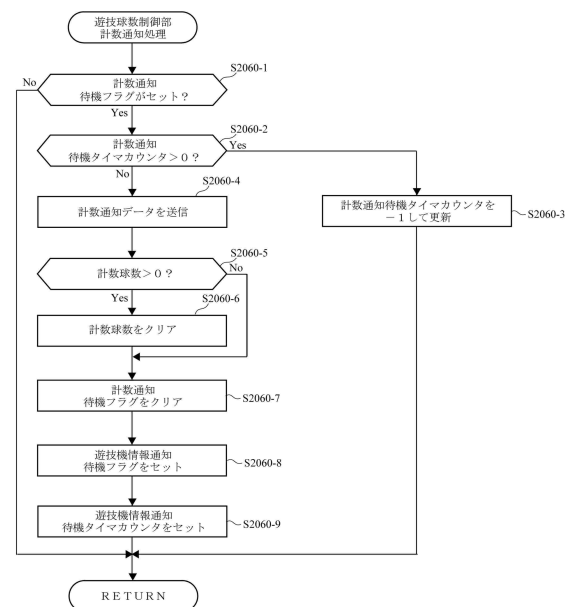 遊技球数制御部
計数通知処理
S2060-1
No
計数通知
待機フラグがセット？
Yes
S2060-2
計数通知
待機タイマカウンタ＞０？
Yes
No
S2060-4
計数通知データを送信
計数通知待機タイマカウンタを
－１して更新
S2060-3
S2060-5
計数球数＞０？
No
Yes
S2060-6
計数球数をクリア
計数通知
待機フラグをクリア
S2060-7
遊技機情報通知
待機フラグをセット
S2060-8
遊技機情報通知
待機タイマカウンタをセット
S2060-9
ＲＥＴＵＲＮ